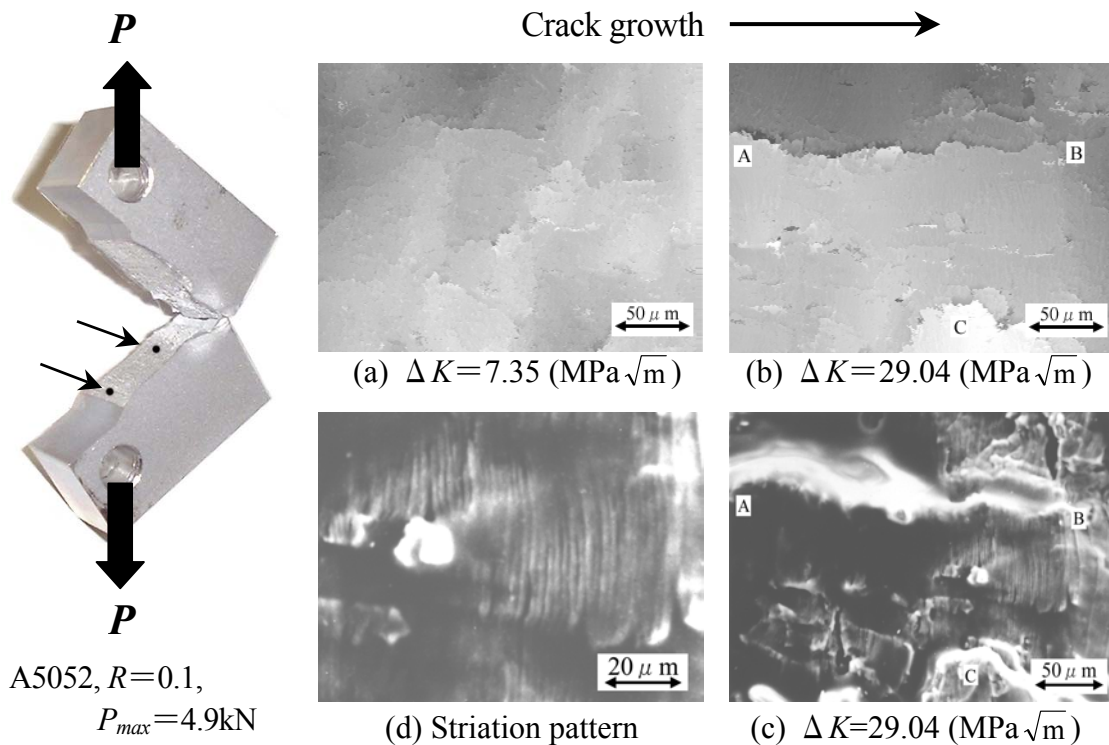 P
Crack growth
A
B
C
50 μm
50 μm
(a) ΔK＝7.35 (MPa√m)
(b) ΔK＝29.04 (MPa√m)
P
A5052, R＝0.1,
Pmax＝4.9kN
20 μm
(d) Striation pattern
A
B
C
50 μm
(c) ΔK＝29.04 (MPa√m)